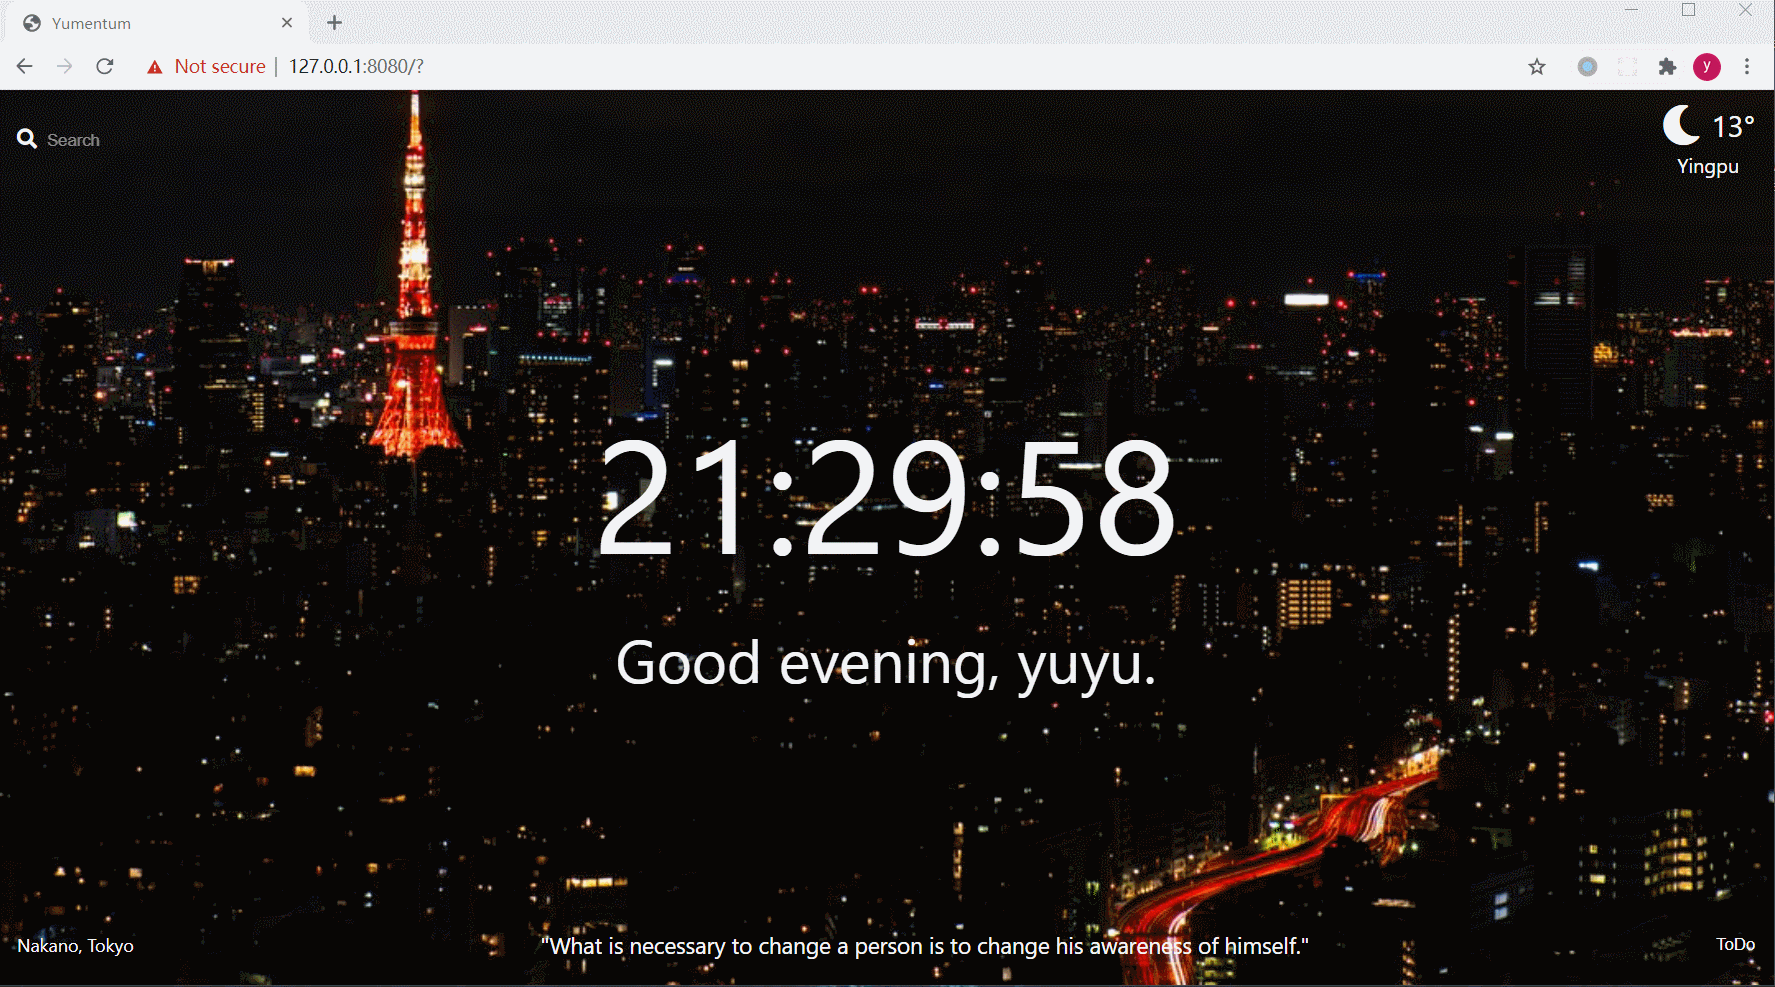 Yumentum
Not secure | 127.0.0.1:8080/?
y
Search
13°
Yingpu
21:29:58
Good evening, yuyu.
Nakano, Tokyo
"What is necessary to change a person is to change his awareness of himself."
ToDo